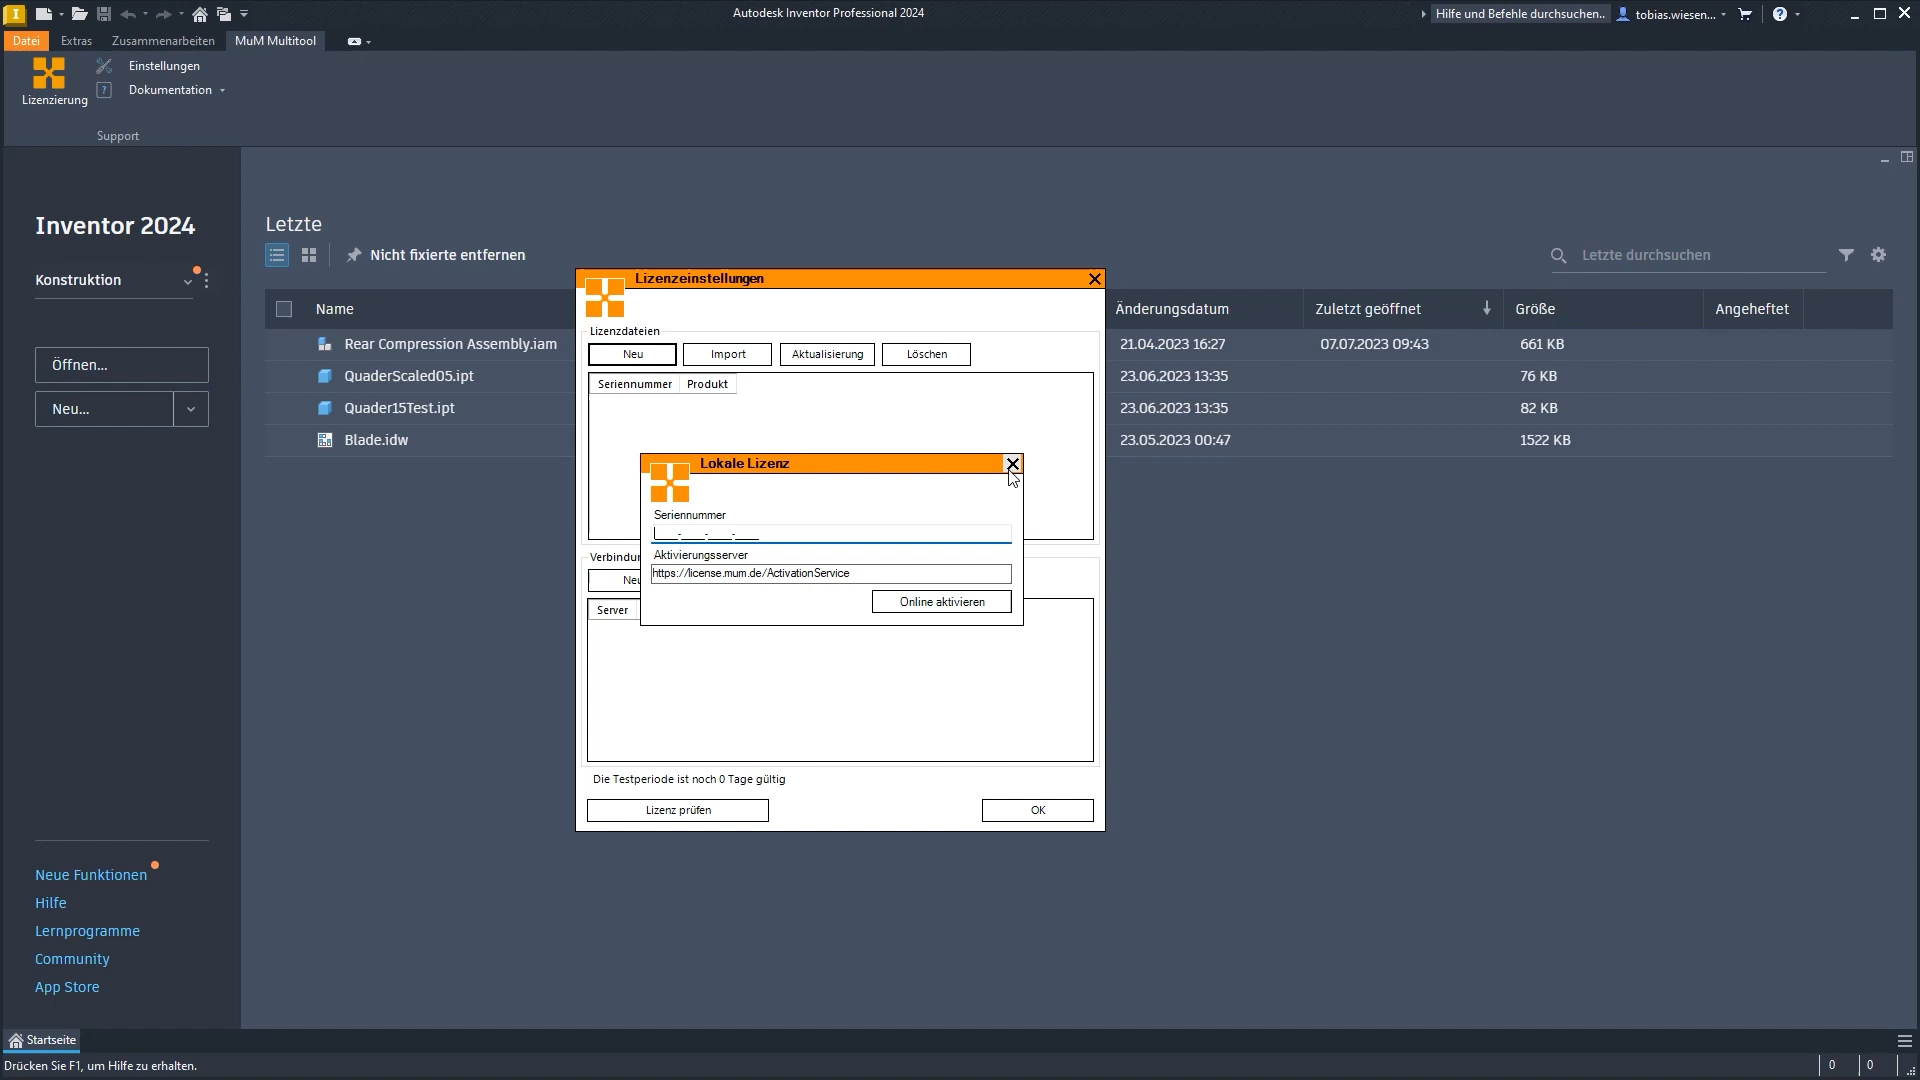 Autodesk Inventor Professional 2024
Hilfe und Befehle durchsuchen..
tobias.wiesen...
Datei
Extras
Zusammenarbeiten
MuM Multitool
Lizenzierung
Einstellungen
Dokumentation
Support
Inventor 2024
Konstruktion
Öffnen...
Neu...
Neue Funktionen
Hilfe
Lernprogramme
Community
App Store
Letzte
Nicht fixierte entfernen
Letzte durchsuchen
Name
Änderungsdatum
Zuletzt geöffnet
Größe
Angeheftet
Rear Compression Assembly.iam
21.04.2023 16:27
07.07.2023 09:43
661 KB
QuaderScaled05.ipt
23.06.2023 13:35
76 KB
Quader15Test.ipt
23.06.2023 13:35
82 KB
Blade.idw
23.05.2023 00:47
1522 KB
Lizenzeinstellungen
Lizenzdateien
Neu
Import
Aktualisierung
Löschen
Seriennummer
Produkt
Lokale Lizenz
Seriennummer
____-____-____-____
Aktivierungsserver
https://license.mum.de/ActivationService
Online aktivieren
Verbindun
Neu
Server
Die Testperiode ist noch 0 Tage gültig
Lizenz prüfen
OK
Startseite
Drücken Sie F1, um Hilfe zu erhalten.
0
0